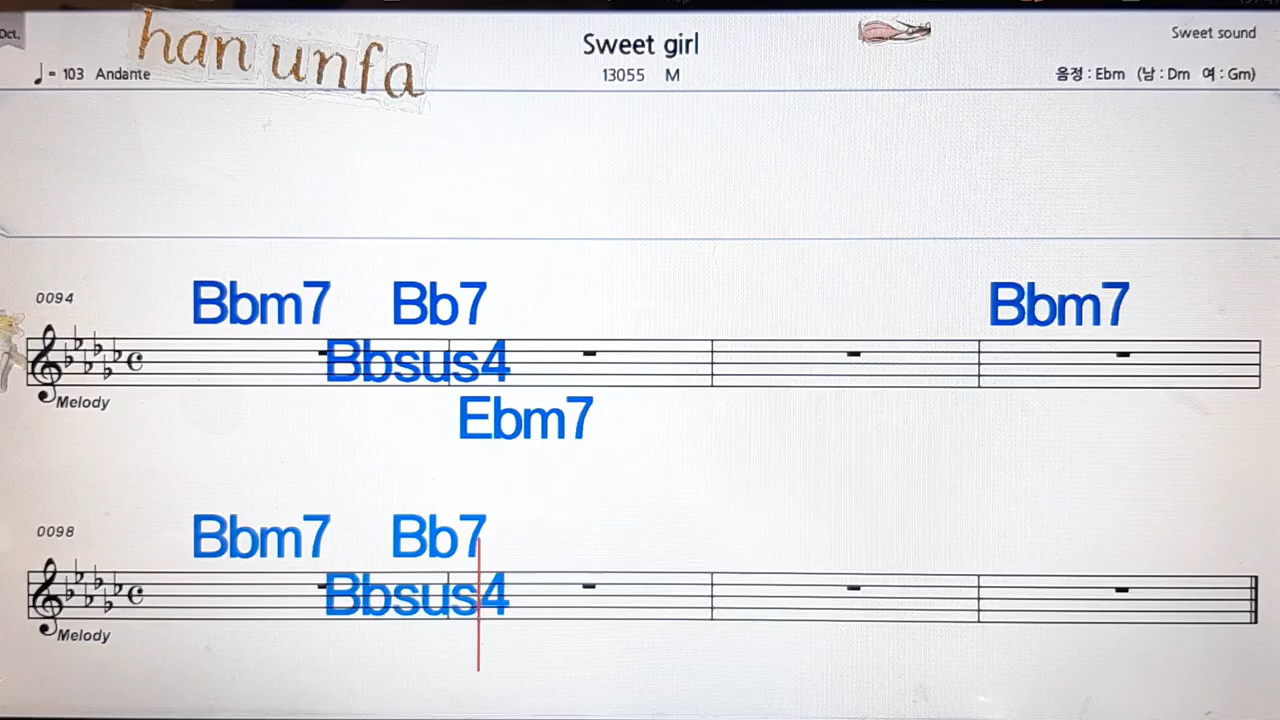 Oct.
han unfa
Sweet girl
Sweet sound
♩= 103 Andante
13055 M
음정 : Ebm (남 : Dm 여 : Gm)
0094
Bbm7 Bb7 Bbm7
Bbsus4
Melody
Ebm7
0098
Bbm7 Bb7
Bbsus4
Melody